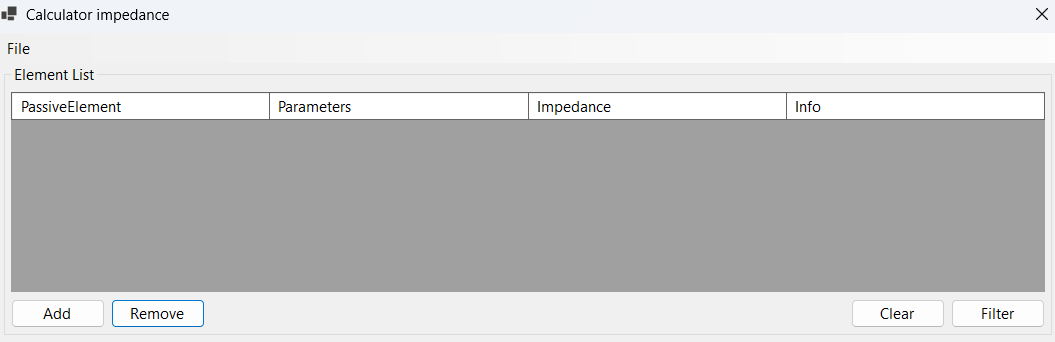 Calculator impedance
File
Element List
PassiveElement Parameters Impedance Info
Add Remove Clear Filter